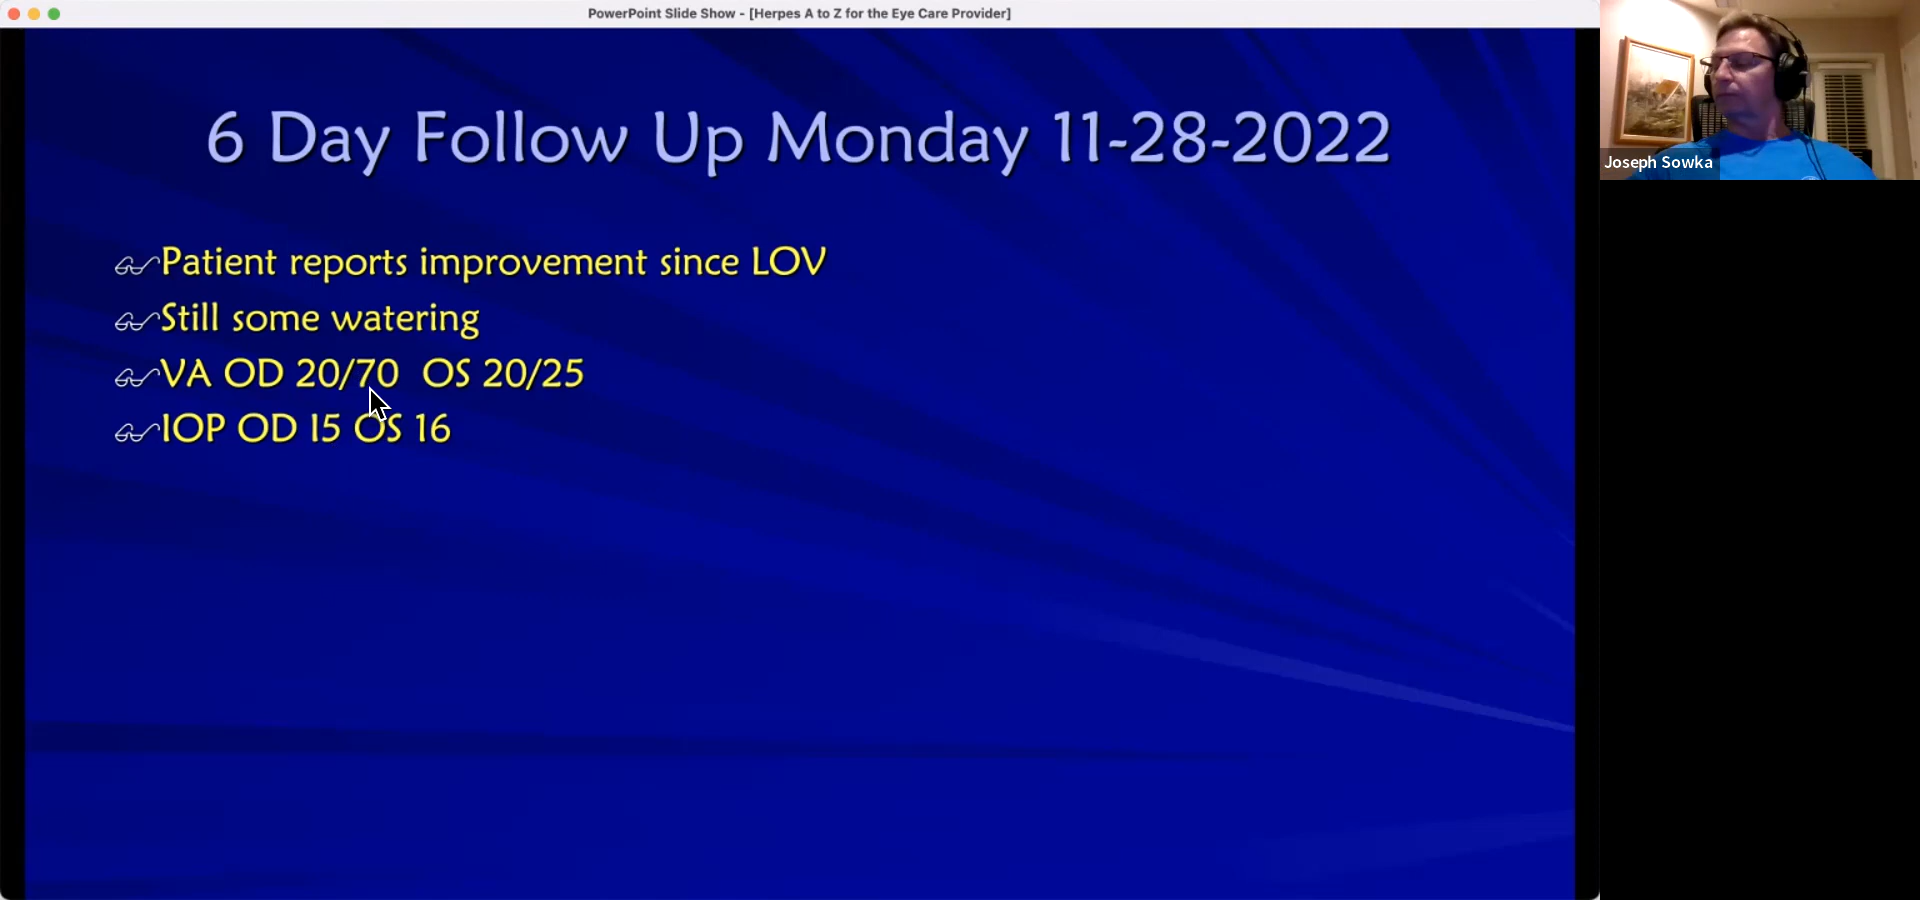 PowerPoint Slide Show - [Herpes A to Z for the Eye Care Provider]
6 Day Follow Up Monday 11-28-2022
Patient reports improvement since LOV
Still some watering
VA OD 20/70 OS 20/25
IOP OD 15 OS 16
Joseph Sowka